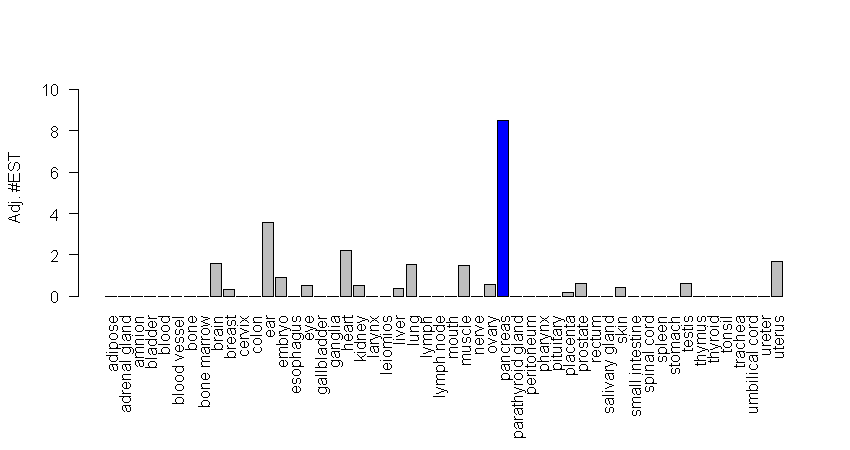 Adj. #EST
10
8
6
4
2
0
adipose
adrenal gland
amnion
bladder
blood
blood vessel
bone
bone marrow
brain
breast
cervix
colon
ear
embryo
esophagus
eye
gallbladder
ganglia
heart
kidney
larynx
leiomios
liver
lung
lymph
lymph node
mouth
muscle
nerve
ovary
pancreas
parathyroid gland
peritoneum
pharynx
pituitary
placenta
prostate
rectum
salivary gland
skin
small intestine
spinal cord
spleen
stomach
testis
thymus
thyroid
tonsil
trachea
umbilical cord
ureter
uterus